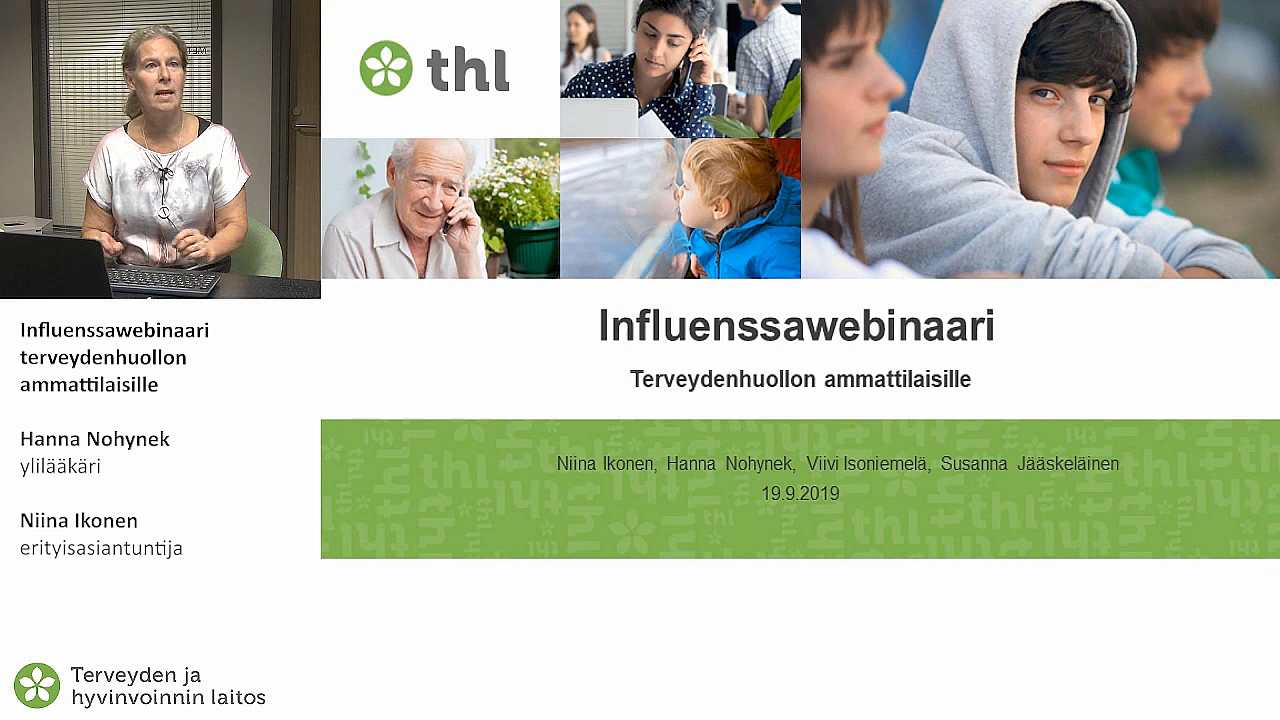 thl
Influenssawebinaari
terveydenhuollon
ammattilaisille
Hanna Nohynek
ylilääkäri
Niina Ikonen
erityisasiantuntija
Terveyden ja
hyvinvoinnin laitos
Influenssawebinaari
Terveydenhuollon ammattilaisille
Niina Ikonen, Hanna Nohynek, Viivi Isoniemelä, Susanna Jääskeläinen
19.9.2019